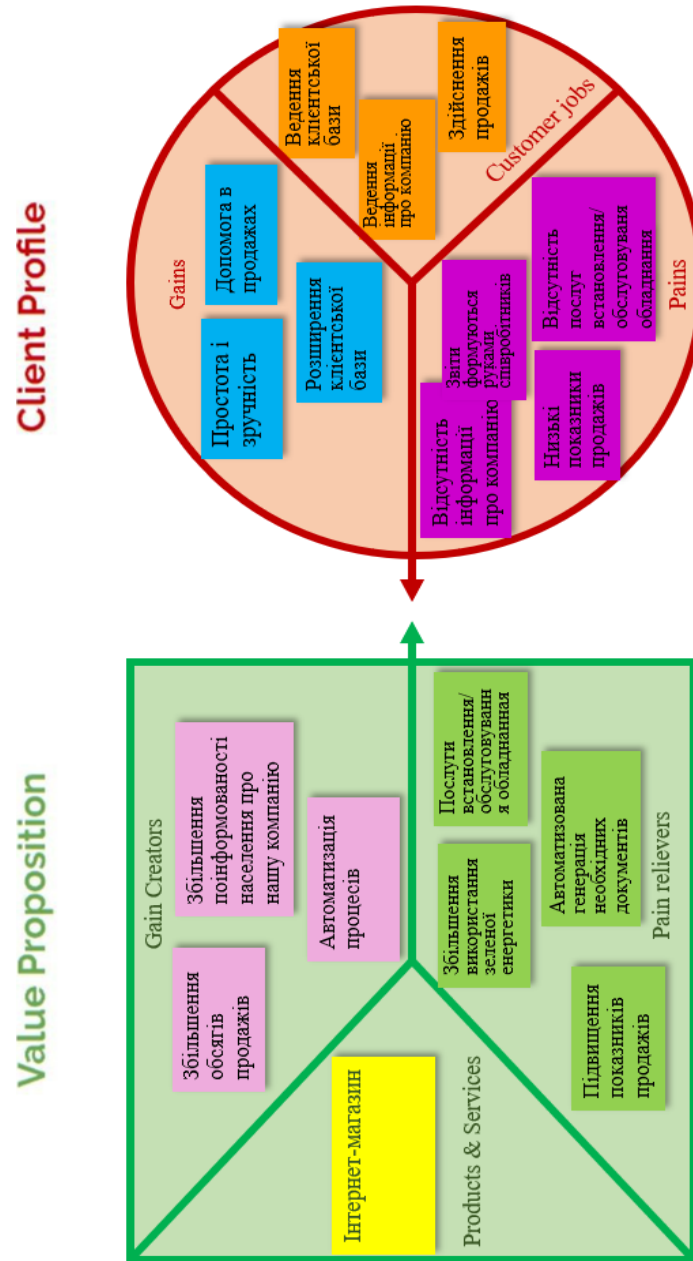 Value Proposition
Client Profile
Gain Creators
Збільшення
обсягів
продажів
Збільшення
поінформованості
населення про
нашу компанію
Автоматизація
процесів
Інтернет-магазин
Products & Services
Збільшення
використання
зеленої
енергетики
Послуги
встановлення/
обслуговуванн
я обладнанная
Підвищення
показників
продажів
Автоматизована
генерація
необхідних
документів
Pain relievers
Gains
Простота і
зручність
Допомога в
продажах
Розширення
клієнтської
бази
Ведення
клієнтської
бази
Ведення
інформації
про компанію
Здійснення
продажів
Customer jobs
Відсутність
інформації
про компанію
Звіти
формуються
руками
співробітників
Низькі
показники
продажів
Відсутність
послуг
встановлення/
обслуговуваня
обладнання
Pains